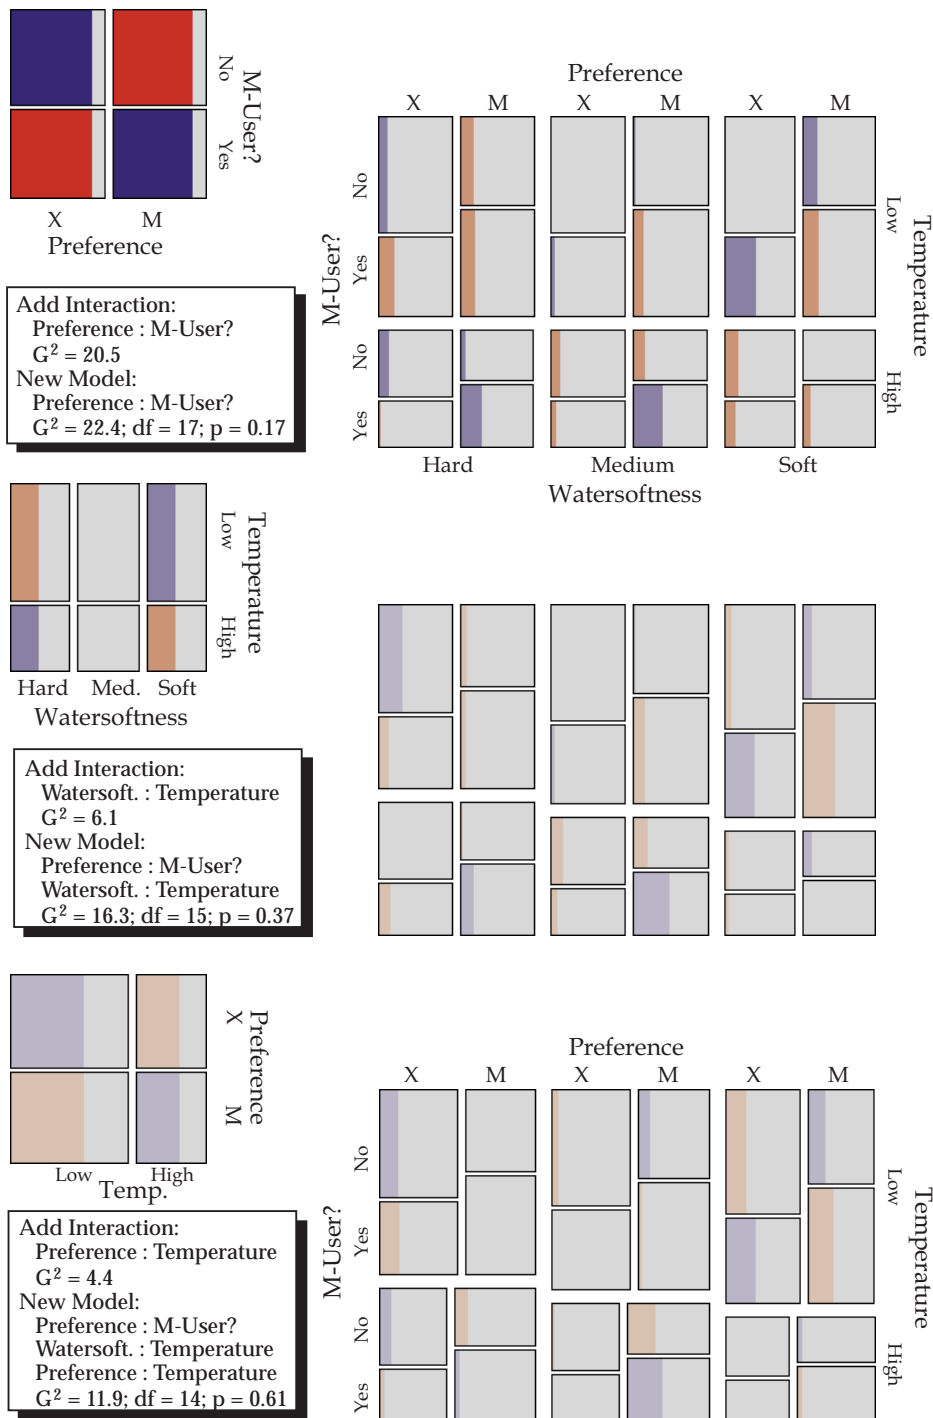 No
Yes
M-User?
X M
Preference
Add Interaction:
Preference : M-User?
G² = 20.5
New Model:
Preference : M-User?
G² = 22.4; df = 17; p = 0.17
Preference
X M X M X M
No
Yes
No
Yes
M-User?
Low
High
Temperature
Hard Medium Soft
Watersoftness
Low
High
Temperature
Hard Med. Soft
Watersoftness
Add Interaction:
Watersoft. : Temperature
G² = 6.1
New Model:
Preference : M-User?
Watersoft. : Temperature
G² = 16.3; df = 15; p = 0.37
X
M
Preference
Low High
Temp.
Add Interaction:
Preference : Temperature
G² = 4.4
New Model:
Preference : M-User?
Watersoft. : Temperature
Preference : Temperature
G² = 11.9; df = 14; p = 0.61
Preference
X M X M X M
No
Yes
No
Yes
M-User?
Low
High
Temperature